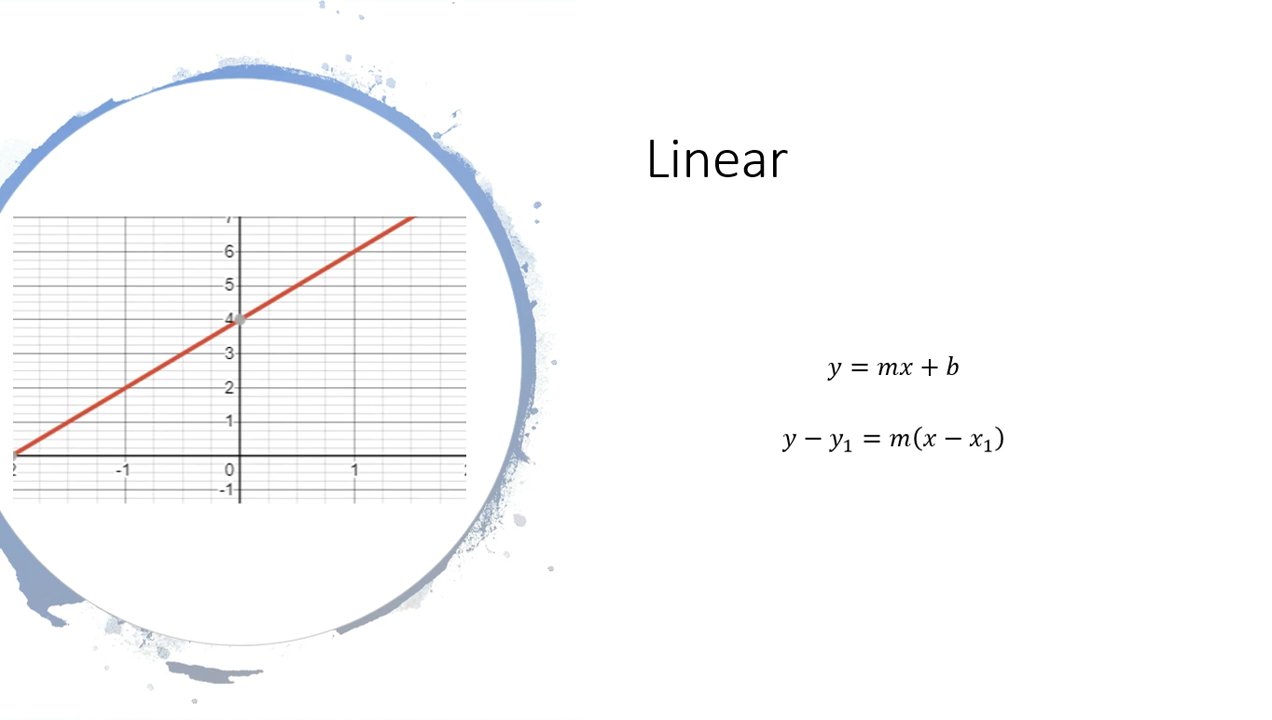 Linear
7
6
5
4
3
2
1
-1 0 1
-1
y = mx + b
y − y₁ = m(x − x₁)